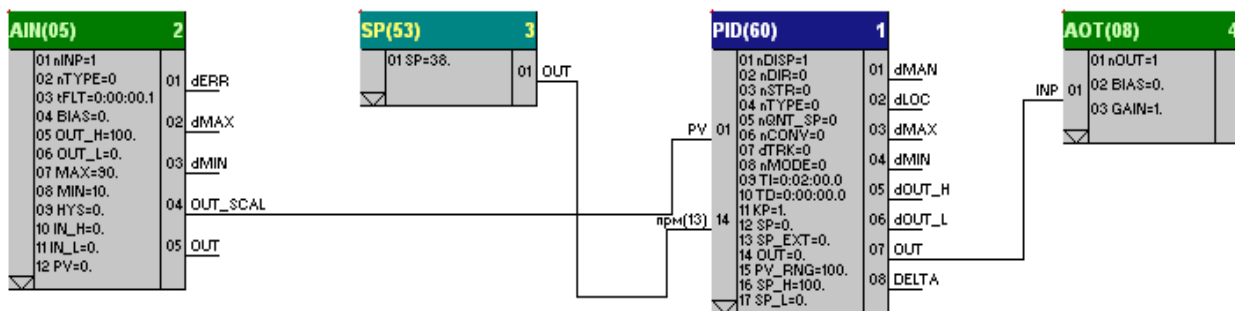 AIN(05) 2
01 nINP=1
02 nTYPE=0
03 tFLT=0:00:00.1
04 BIAS=0.
05 OUT_H=100.
06 OUT_L=0.
07 MAX=90.
08 MIN=10.
09 HYS=0.
10 IN_H=0.
11 IN_L=0.
12 PV=0.
01 dERR
02 dMAX
03 dMIN
04 OUT_SCAL
05 OUT
SP(53) 3
01 SP=38.
01 OUT
PID(60) 1
PV 01
прм(13) 14
01 nDISP=1
02 nDIR=0
03 nSTR=0
04 nTYPE=0
05 nQNT_SP=0
06 nCONV=0
07 dTRK=0
08 nMODE=0
09 TI=0:02:00.0
10 TD=0:00:00.0
11 KP=1.
12 SP=0.
13 SP_EXT=0.
14 OUT=0.
15 PV_RNG=100.
16 SP_H=100.
17 SP_L=0.
01 dMAN
02 dLOC
03 dMAX
04 dMIN
05 dOUT_H
06 dOUT_L
07 OUT
08 DELTA
AOT(08) 4
INP 01
01 nOUT=1
02 BIAS=0.
03 GAIN=1.